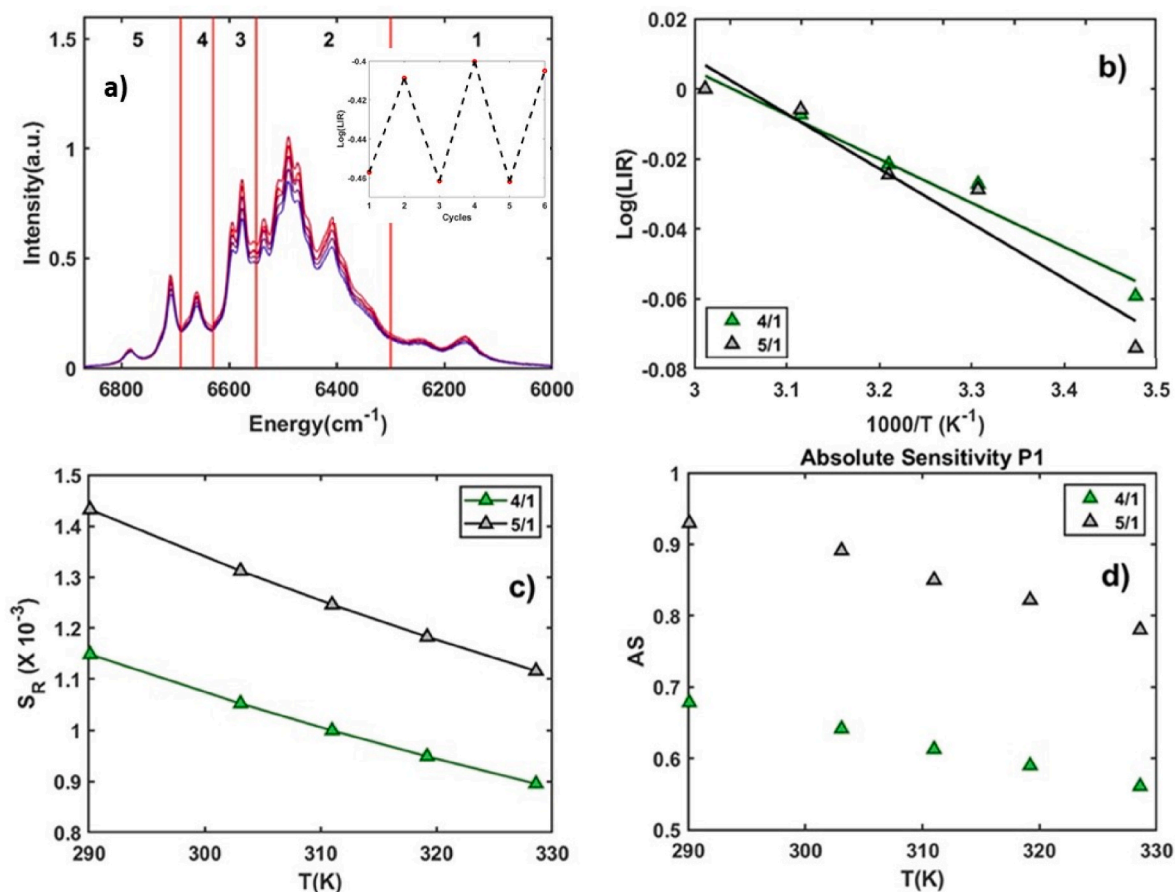 a)
5 4 3 2 1
1.5
1
0.5
0
Intensity(a.u.)
6800 6600 6400 6200 6000
Energy(cm-1)
-0.4
-0.42
-0.44
-0.46
Log(LIR)
1 2 3 4 5 6
Cycles
b)
0.02
0
-0.02
-0.04
-0.06
-0.08
Log(LIR)
4/1
5/1
3 3.1 3.2 3.3 3.4 3.5
1000/T (K-1)
c)
1.5
1.4
1.3
1.2
1.1
1
0.9
0.8
SR (X 10-3)
4/1
5/1
290 300 310 320 330
T(K)
Absolute Sensitivity P1
d)
1
0.9
0.8
0.7
0.6
0.5
AS
4/1
5/1
290 300 310 320 330
T(K)